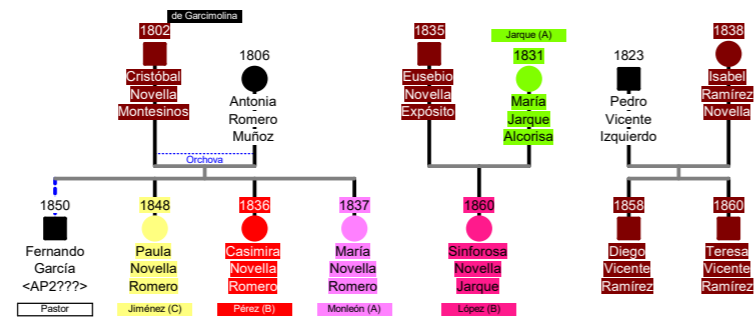 de Garcimolina
1802
Cristóbal
Novella
Montesinos
1806
Antonia
Romero
Muñoz
Orchova
1835
Eusebio
Novella
Expósito
Jarque (A)
1831
María
Jarque
Alcorisa
1823
Pedro
Vicente
Izquierdo
1838
Isabel
Ramírez
Novella
1850
Fernando
García
<AP2???>
Pastor
1848
Paula
Novella
Romero
Jiménez (C)
1836
Casimira
Novella
Romero
Pérez (B)
1837
María
Novella
Romero
Monleón (A)
1860
Sinforosa
Novella
Jarque
López (B)
1858
Diego
Vicente
Ramírez
1860
Teresa
Vicente
Ramírez